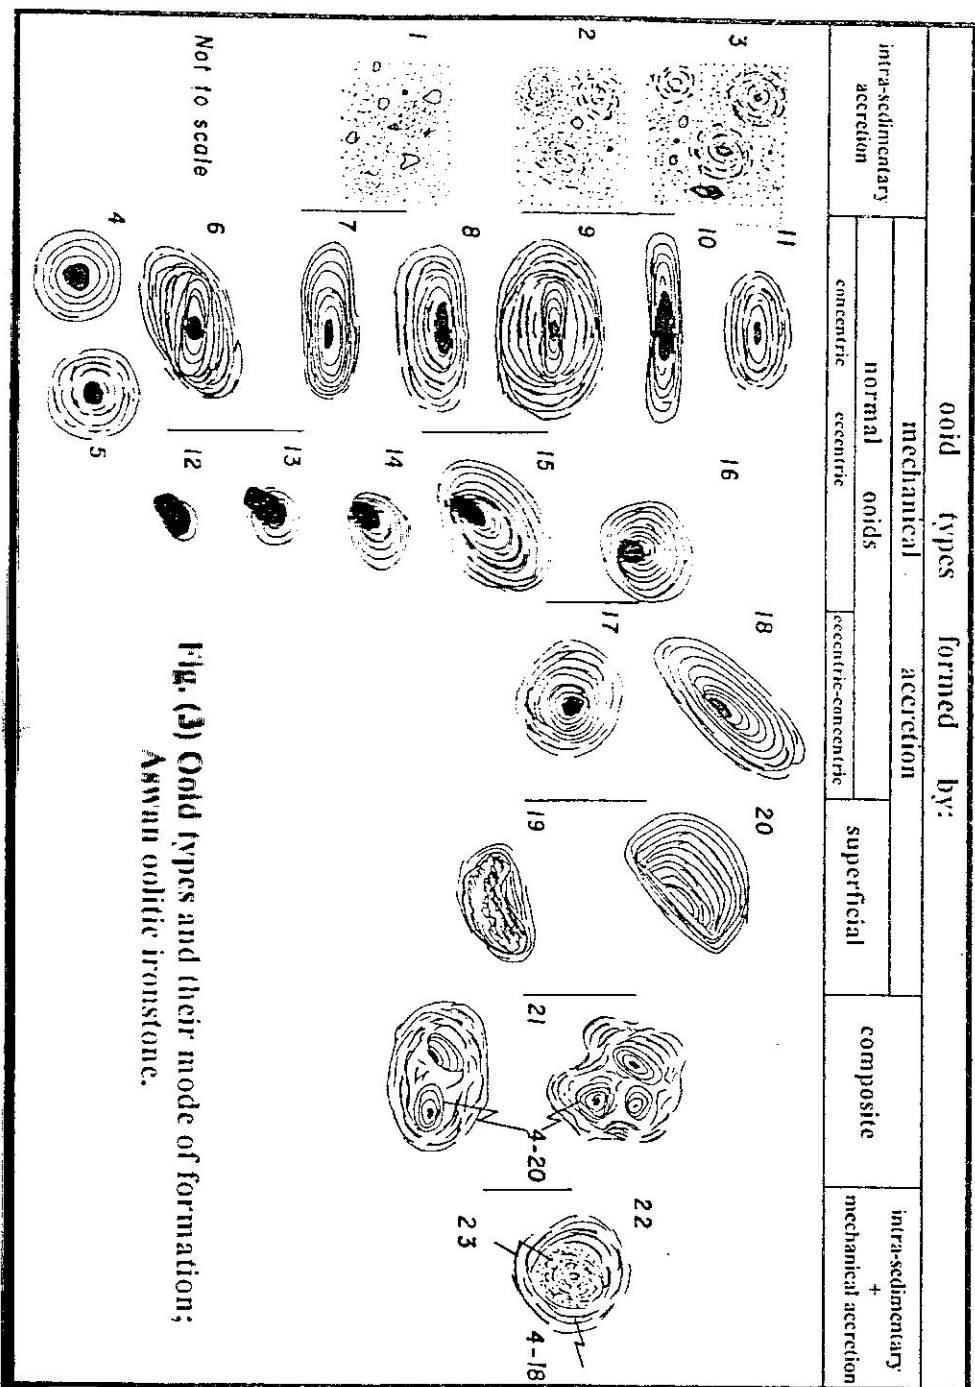 ooid types formed by:
intra-sedimentary
accretion
mechanical accretion
normal ooids
concentric
eccentric
eccentric-concentric
superficial
composite
intra-sedimentary
+
mechanical accretion
3
2
1
Not to scale
11
10
9
8
7
6
4
5
16
15
14
13
12
18
17
20
19
21
4-20
22
23
4-18
Fig. (3) Ooid types and their mode of formation;
Aswan oolitic ironstone.